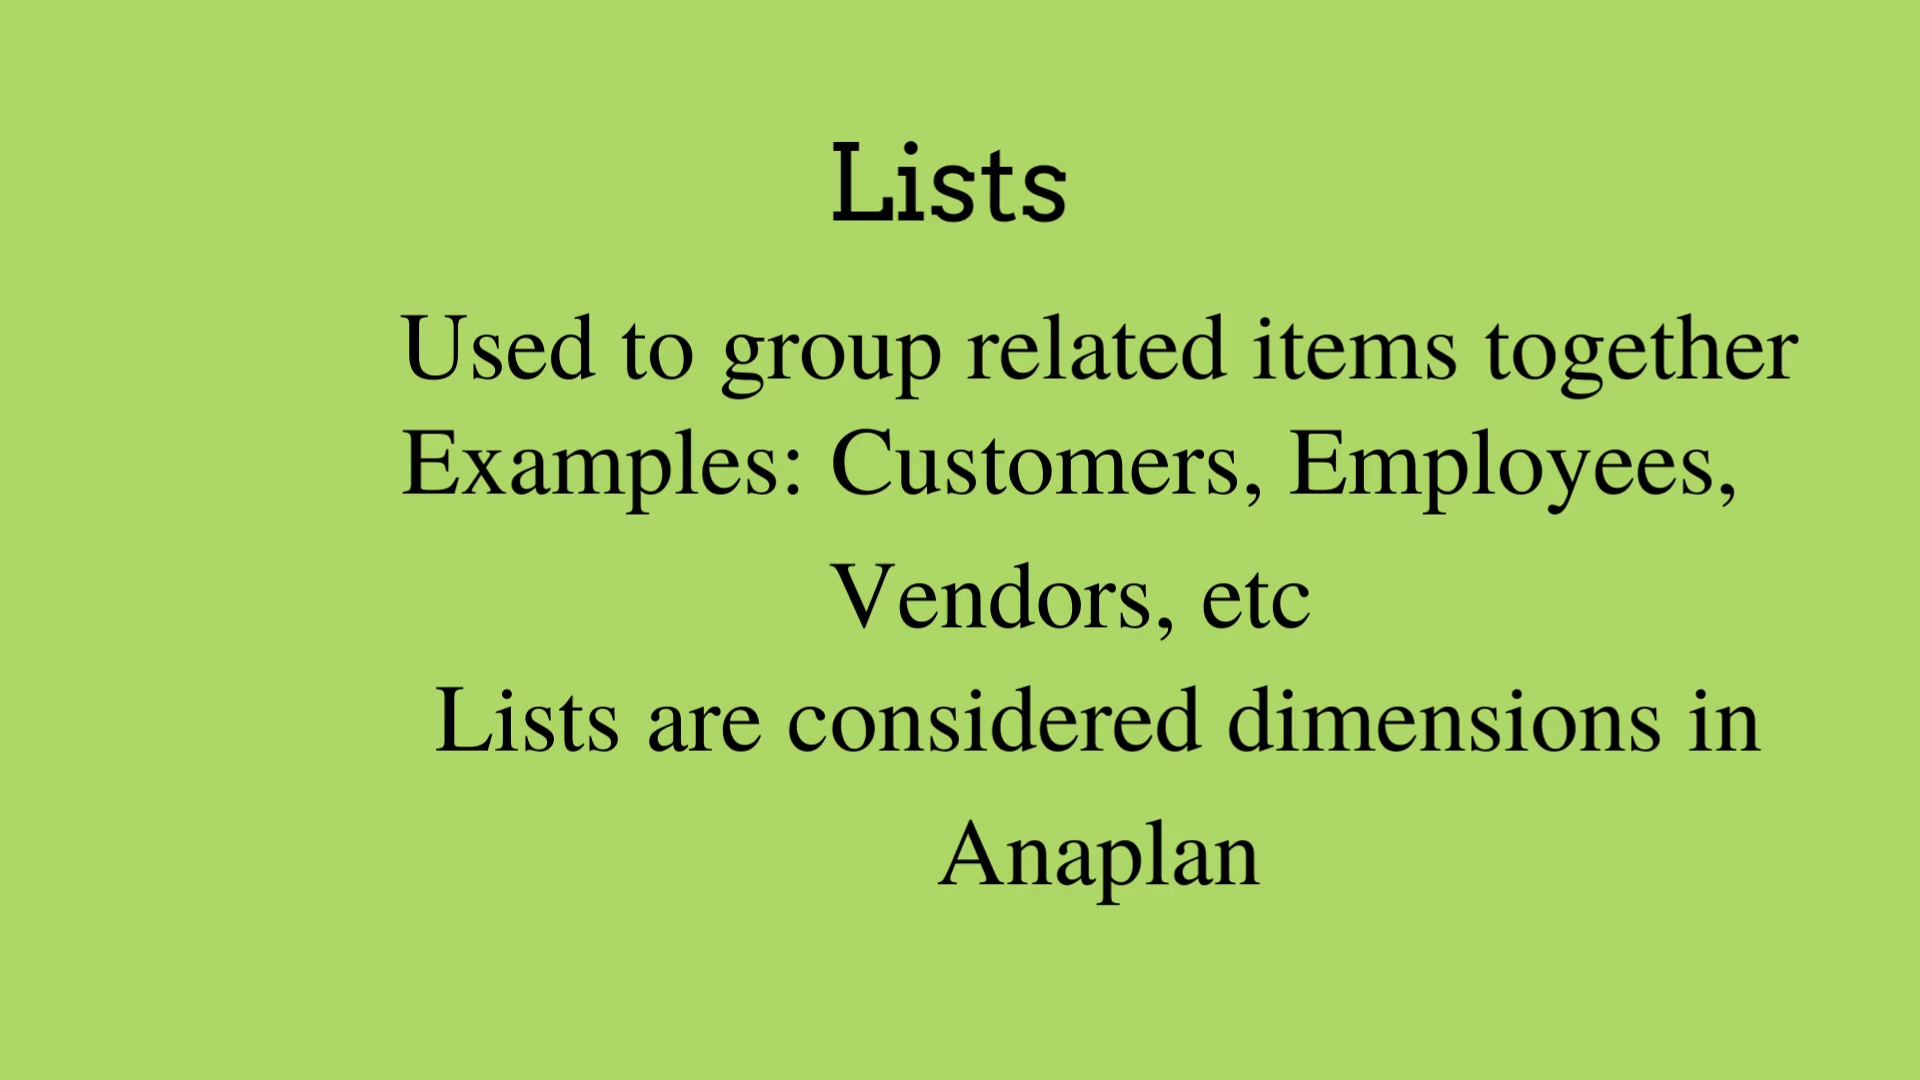 Lists
Used to group related items together
Examples: Customers, Employees,
Vendors, etc
Lists are considered dimensions in
Anaplan